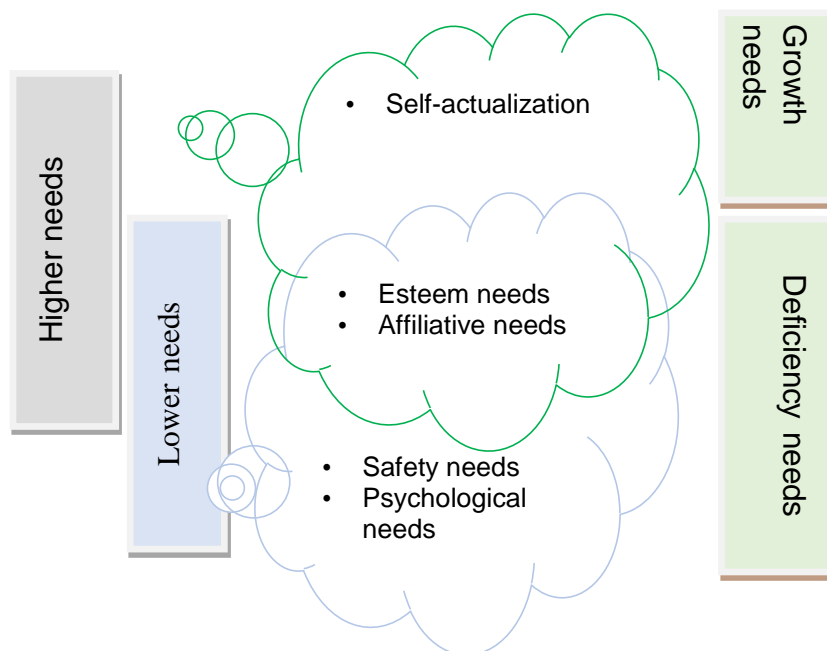 Higher needs
Lower needs
• Self-actualization
• Esteem needs
• Affiliative needs
• Safety needs
• Psychological
needs
Growth
needs
Deficiency needs